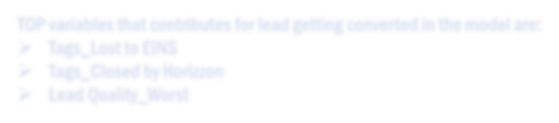 TOP variables that contributes for lead getting converted in the model are:
➢ Tags_Lost to EINS
➢ Tags_Closed by Horizzon
➢ Lead Quality_Worst